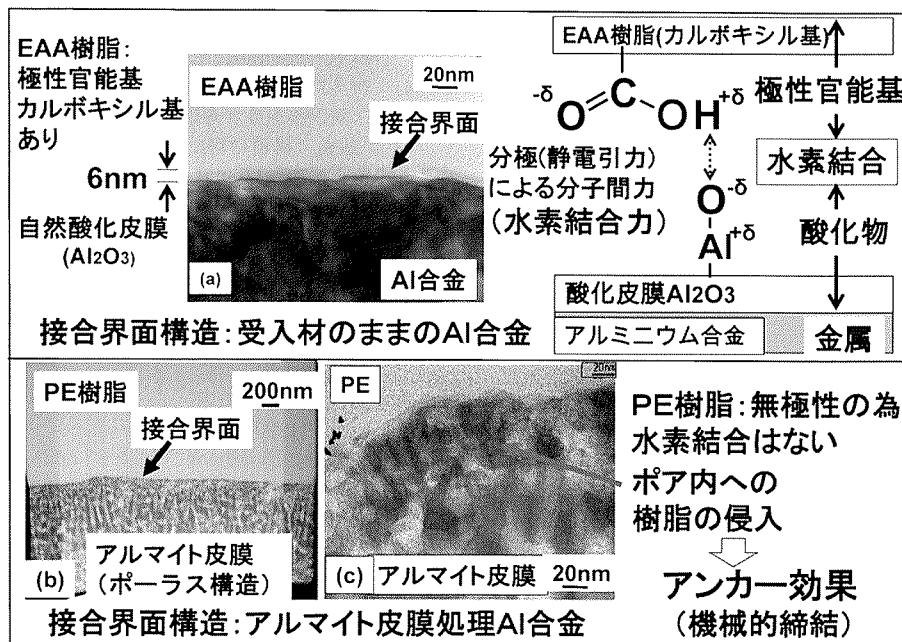 EAA樹脂:
極性官能基
カルボキシル基
あり
6nm
自然酸化皮膜
(Al2O3)
EAA樹脂
20nm
接合界面
(a)
Al合金
EAA樹脂(カルボキシル基)
-δ
O
C
OH
+δ
分極(静電引力)
による分子間力
(水素結合力)
O
-δ
Al
+δ
酸化皮膜Al2O3
アルミニウム合金
極性官能基
水素結合
酸化物
金属
接合界面構造:受入材のままのAl合金
PE樹脂
200nm
接合界面
アルマイト皮膜
(ポーラス構造)
(b)
PE
20nm
(c)
アルマイト皮膜
20nm
PE樹脂:無極性の為
水素結合はない
ポア内への
樹脂の侵入
アンカー効果
(機械的締結)
接合界面構造:アルマイト皮膜処理Al合金